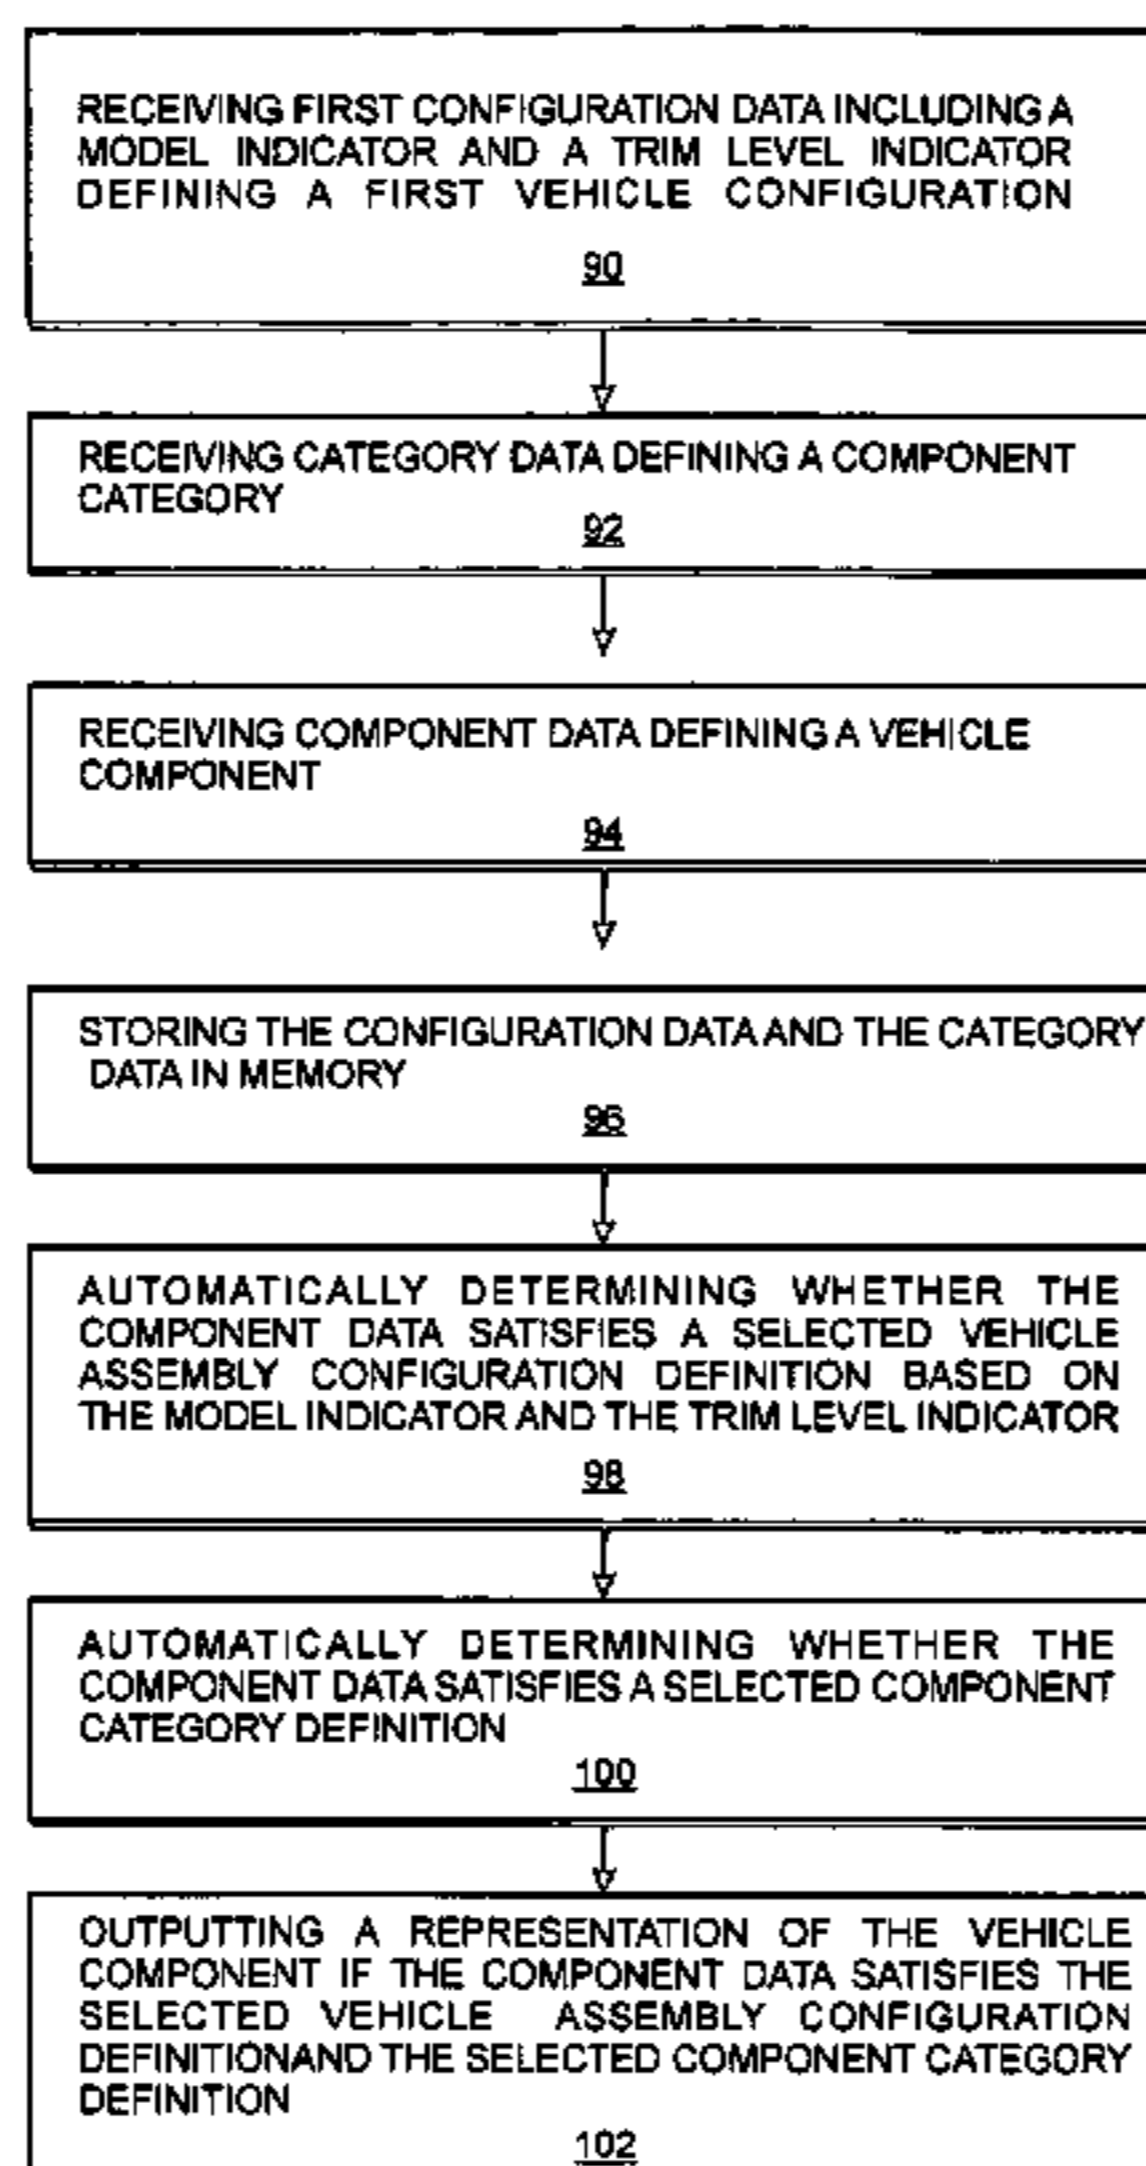 RECEIVING FIRST CONFIGURATION DATA INCLUDING A
MODEL INDICATOR AND A TRIM LEVEL INDICATOR
DEFINING A FIRST VEHICLE CONFIGURATION
90
RECEIVING CATEGORY DATA DEFINING A COMPONENT
CATEGORY
92
RECEIVING COMPONENT DATA DEFINING A VEHICLE
COMPONENT
94
STORING THE CONFIGURATION DATA AND THE CATEGORY
DATA IN MEMORY
96
AUTOMATICALLY DETERMINING WHETHER THE
COMPONENT DATA SATISFIES A SELECTED VEHICLE
ASSEMBLY CONFIGURATION DEFINITION BASED ON
THE MODEL INDICATOR AND THE TRIM LEVEL INDICATOR
98
AUTOMATICALLY DETERMINING WHETHER THE
COMPONENT DATA SATISFIES A SELECTED COMPONENT
CATEGORY DEFINITION
100
OUTPUTTING A REPRESENTATION OF THE VEHICLE
COMPONENT IF THE COMPONENT DATA SATISFIES THE
SELECTED VEHICLE ASSEMBLY CONFIGURATION
DEFINITIONAND THE SELECTED COMPONENT CATEGORY
DEFINITION
102